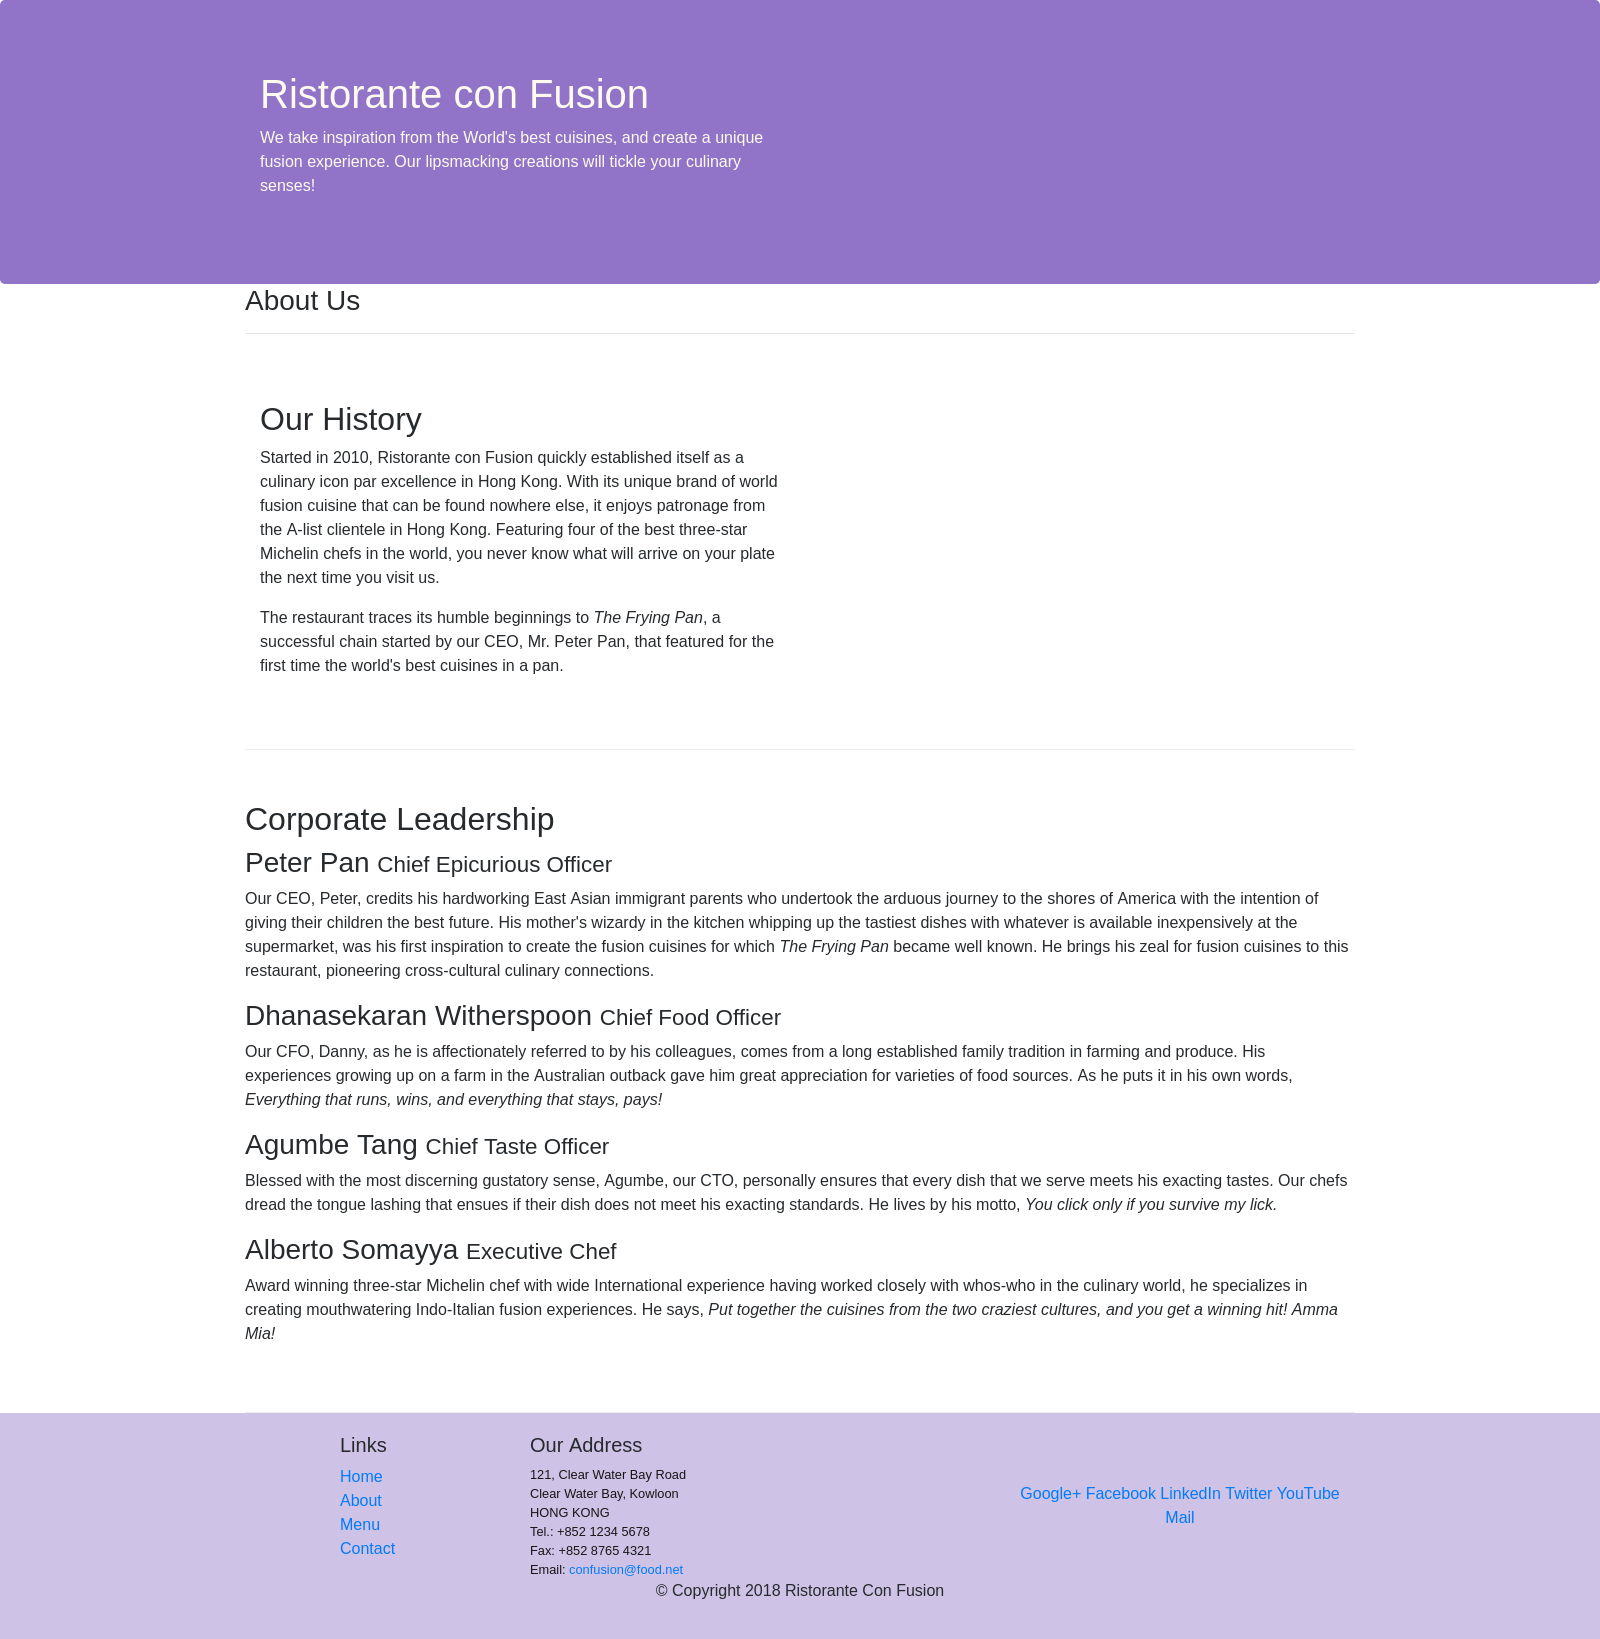 Ristorante con Fusion
We take inspiration from the World's best cuisines, and create a unique
fusion experience. Our lipsmacking creations will tickle your culinary
senses!
About Us
Our History
Started in 2010, Ristorante con Fusion quickly established itself as a
culinary icon par excellence in Hong Kong. With its unique brand of world
fusion cuisine that can be found nowhere else, it enjoys patronage from
the A-list clientele in Hong Kong. Featuring four of the best three-star
Michelin chefs in the world, you never know what will arrive on your plate
the next time you visit us.
The restaurant traces its humble beginnings to The Frying Pan, a
successful chain started by our CEO, Mr. Peter Pan, that featured for the
first time the world's best cuisines in a pan.
Corporate Leadership
Peter Pan Chief Epicurious Officer
Our CEO, Peter, credits his hardworking East Asian immigrant parents who undertook the arduous journey to the shores of America with the intention of
giving their children the best future. His mother's wizardy in the kitchen whipping up the tastiest dishes with whatever is available inexpensively at the
supermarket, was his first inspiration to create the fusion cuisines for which The Frying Pan became well known. He brings his zeal for fusion cuisines to this
restaurant, pioneering cross-cultural culinary connections.
Dhanasekaran Witherspoon Chief Food Officer
Our CFO, Danny, as he is affectionately referred to by his colleagues, comes from a long established family tradition in farming and produce. His
experiences growing up on a farm in the Australian outback gave him great appreciation for varieties of food sources. As he puts it in his own words,
Everything that runs, wins, and everything that stays, pays!
Agumbe Tang Chief Taste Officer
Blessed with the most discerning gustatory sense, Agumbe, our CTO, personally ensures that every dish that we serve meets his exacting tastes. Our chefs
dread the tongue lashing that ensues if their dish does not meet his exacting standards. He lives by his motto, You click only if you survive my lick.
Alberto Somayya Executive Chef
Award winning three-star Michelin chef with wide International experience having worked closely with whos-who in the culinary world, he specializes in
creating mouthwatering Indo-Italian fusion experiences. He says, Put together the cuisines from the two craziest cultures, and you get a winning hit! Amma
Mia!
Links
Home
About
Menu
Contact
Our Address
121, Clear Water Bay Road
Clear Water Bay, Kowloon
HONG KONG
Tel.: +852 1234 5678
Fax: +852 8765 4321
Email: confusion@food.net
Google+ Facebook LinkedIn Twitter YouTube
Mail
© Copyright 2018 Ristorante Con Fusion